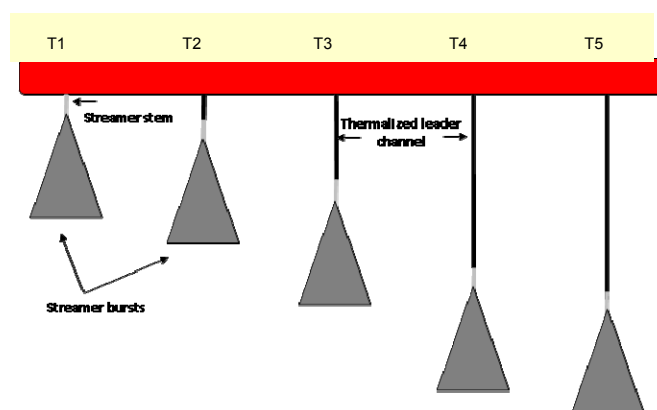 T1 T2 T3 T4 T5
Streamer stem
Thermalized leader
channel
Streamer bursts